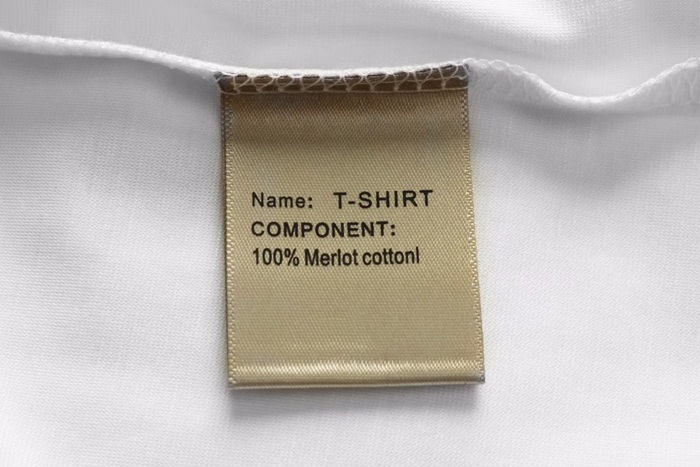 Name: T-SHIRT
COMPONENT:
100% Merlot cottonl